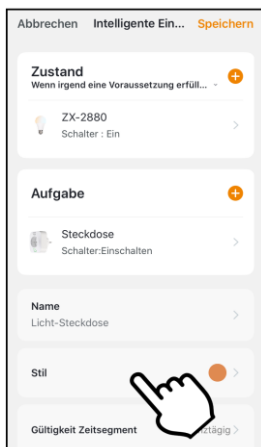 Abbrechen Intelligente Ein... Speichern
Zustand
Wenn irgend eine Voraussetzung erfüll...
ZX-2880
Schalter : Ein
Aufgabe
Steckdose
Schalter:Einschalten
Name
Licht-Steckdose
Stil
Gültigkeit Zeitsegment